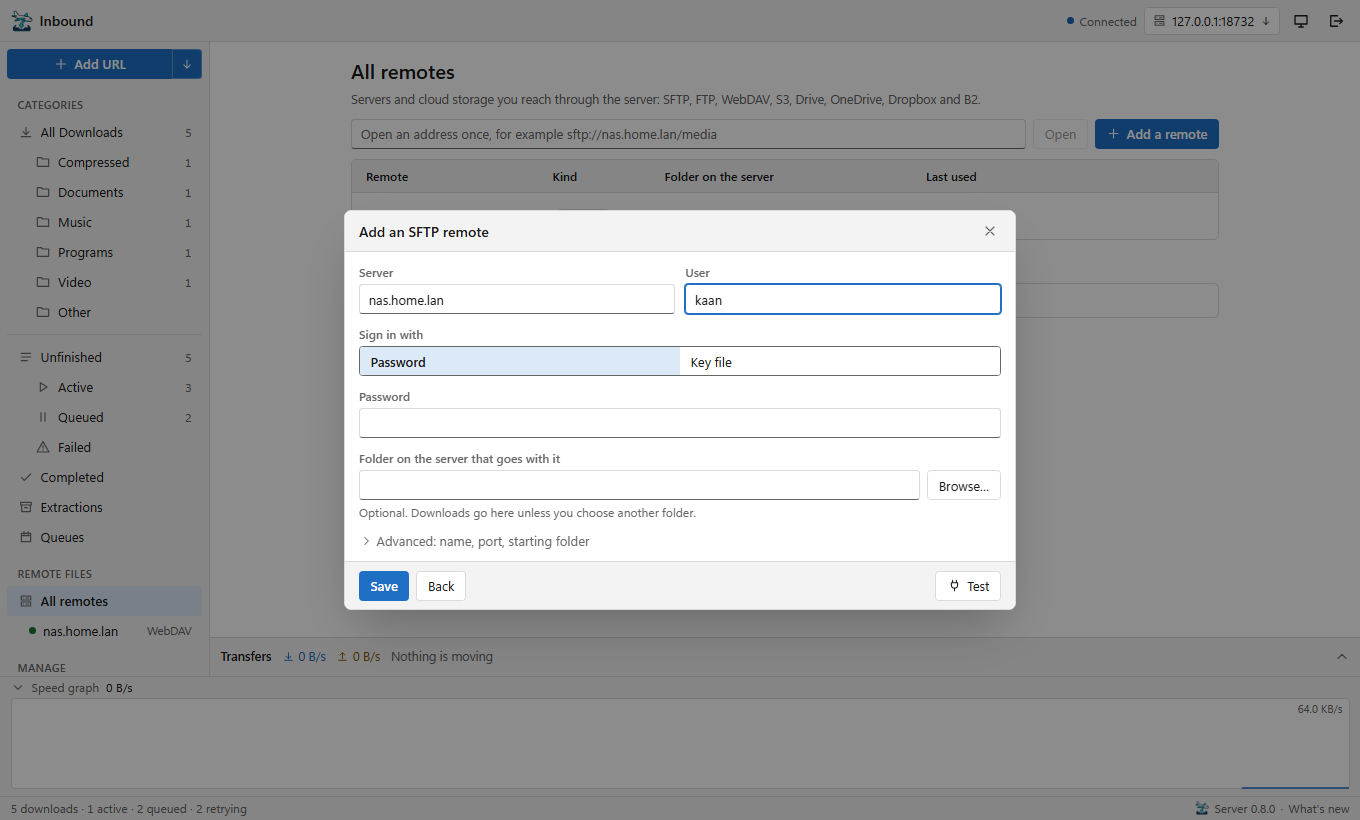 Inbound
Connected
127.0.0.1:18732
Add URL
CATEGORIES
All Downloads 5
Compressed 1
Documents 1
Music 1
Programs 1
Video 1
Other
Unfinished 5
Active 3
Queued 2
Failed
Completed
Extractions
Queues
REMOTE FILES
All remotes
nas.home.lan WebDAV
MANAGE
All remotes
Servers and cloud storage you reach through the server: SFTP, FTP, WebDAV, S3, Drive, OneDrive, Dropbox and B2.
Open an address once, for example sftp://nas.home.lan/media
Open
Add a remote
Remote Kind Folder on the server Last used
Add an SFTP remote
Server User
nas.home.lan kaan
Sign in with
Password Key file
Password
Folder on the server that goes with it
Browse...
Optional. Downloads go here unless you choose another folder.
Advanced: name, port, starting folder
Save Back Test
Transfers 0 B/s 0 B/s Nothing is moving
Speed graph 0 B/s
64.0 KB/s
5 downloads · 1 active · 2 queued · 2 retrying
Server 0.8.0 · What's new